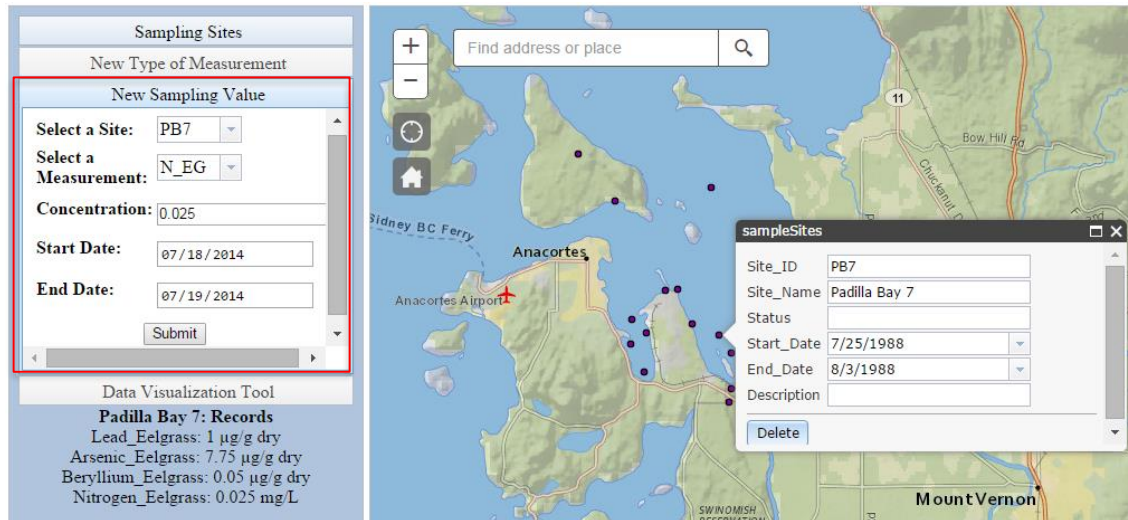 Sampling Sites
New Type of Measurement
New Sampling Value
Select a Site: PB7
Select a
Measurement: N_EG
Concentration: 0.025
Start Date: 07/18/2014
End Date: 07/19/2014
Submit
Data Visualization Tool
Padilla Bay 7: Records
Lead_Eelgrass: 1 µg/g dry
Arsenic_Eelgrass: 7.75 µg/g dry
Beryllium_Eelgrass: 0.05 µg/g dry
Nitrogen_Eelgrass: 0.025 mg/L
+
Find address or place
−
11
Bow Hill Rd
Chuckanut D
Sidney BC Ferry
Anacortes
Anacortes Airport
sampleSites
Site_ID PB7
Site_Name Padilla Bay 7
Status
Start_Date 7/25/1988
End_Date 8/3/1988
Description
Delete
Mount Vernon
SWINOMISH